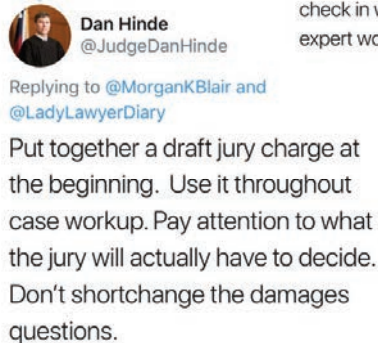 Dan Hinde
@JudgeDanHinde
Replying to @MorganKBlair and
@LadyLawyerDiary
Put together a draft jury charge at
the beginning. Use it throughout
case workup. Pay attention to what
the jury will actually have to decide.
Don't shortchange the damages
questions.
check in
expert